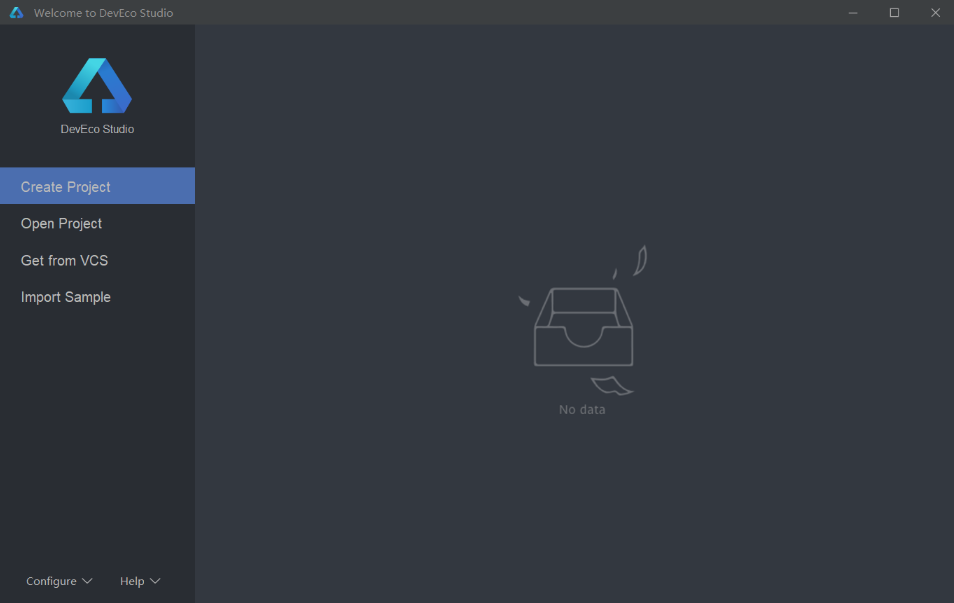 Welcome to DevEco Studio
DevEco Studio
Create Project
Open Project
Get from VCS
Import Sample
No data
Configure Help